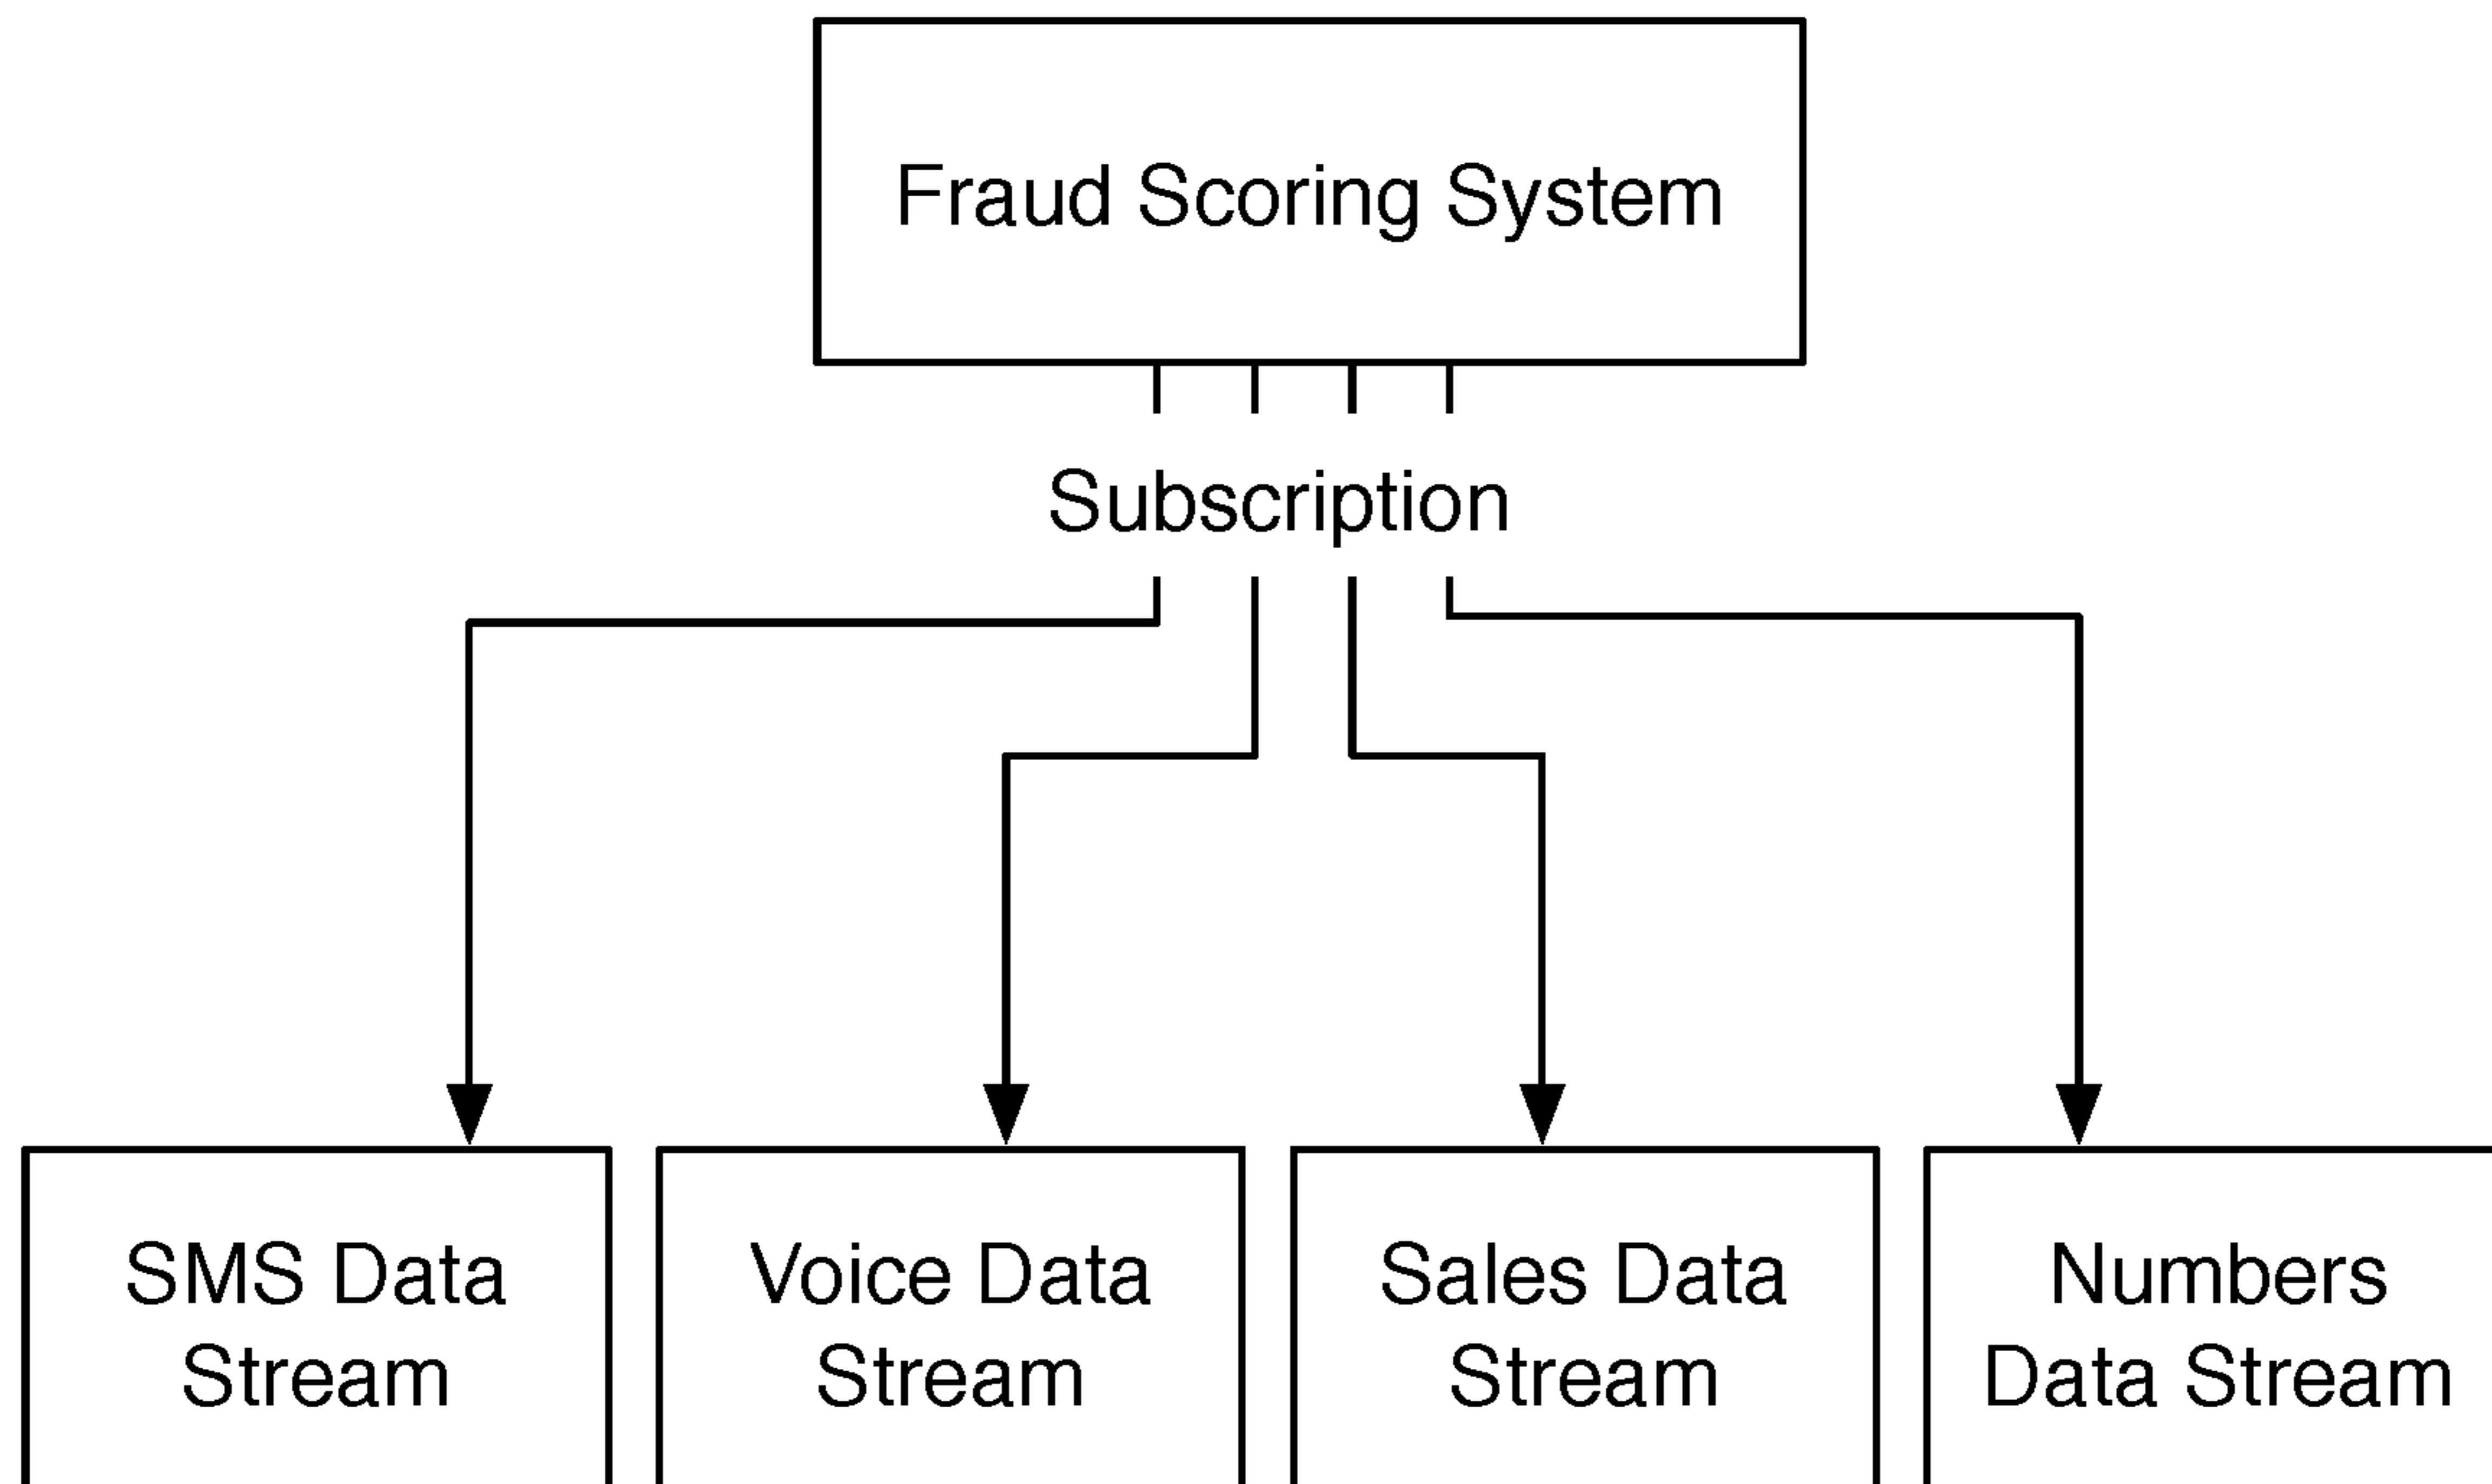 Fraud Scoring System
Subscription
SMS Data
Stream
Voice Data
Stream
Sales Data
Stream
Numbers
Data Stream